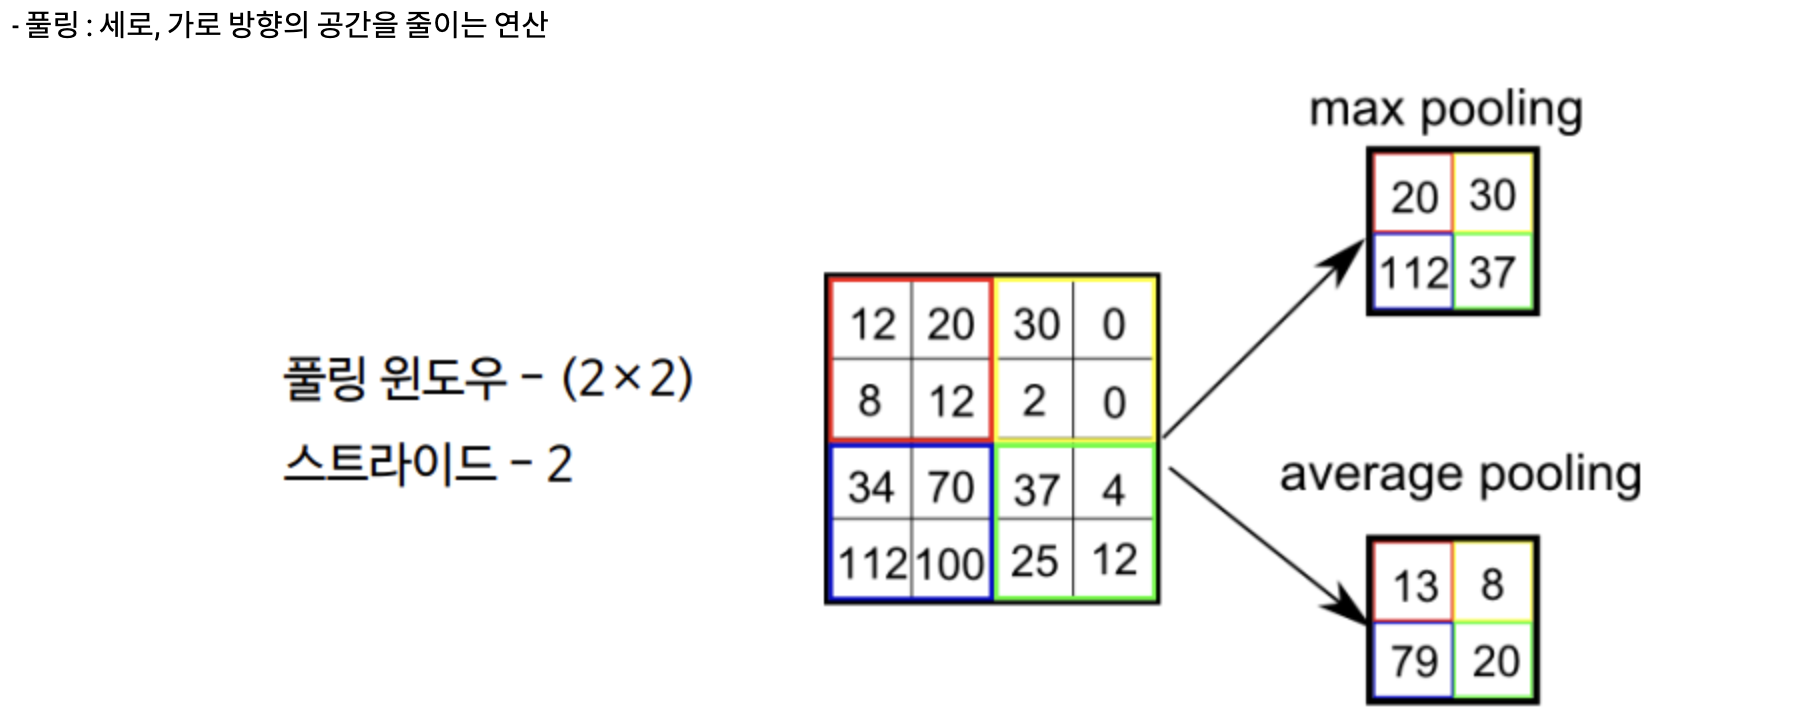 - 풀링 : 세로, 가로 방향의 공간을 줄이는 연산
max pooling
20 30
112 37
12 20 30 0
8 12 2 0
34 70 37 4
112 100 25 12
풀링 윈도우 - (2×2)
스트라이드 - 2
average pooling
13 8
79 20